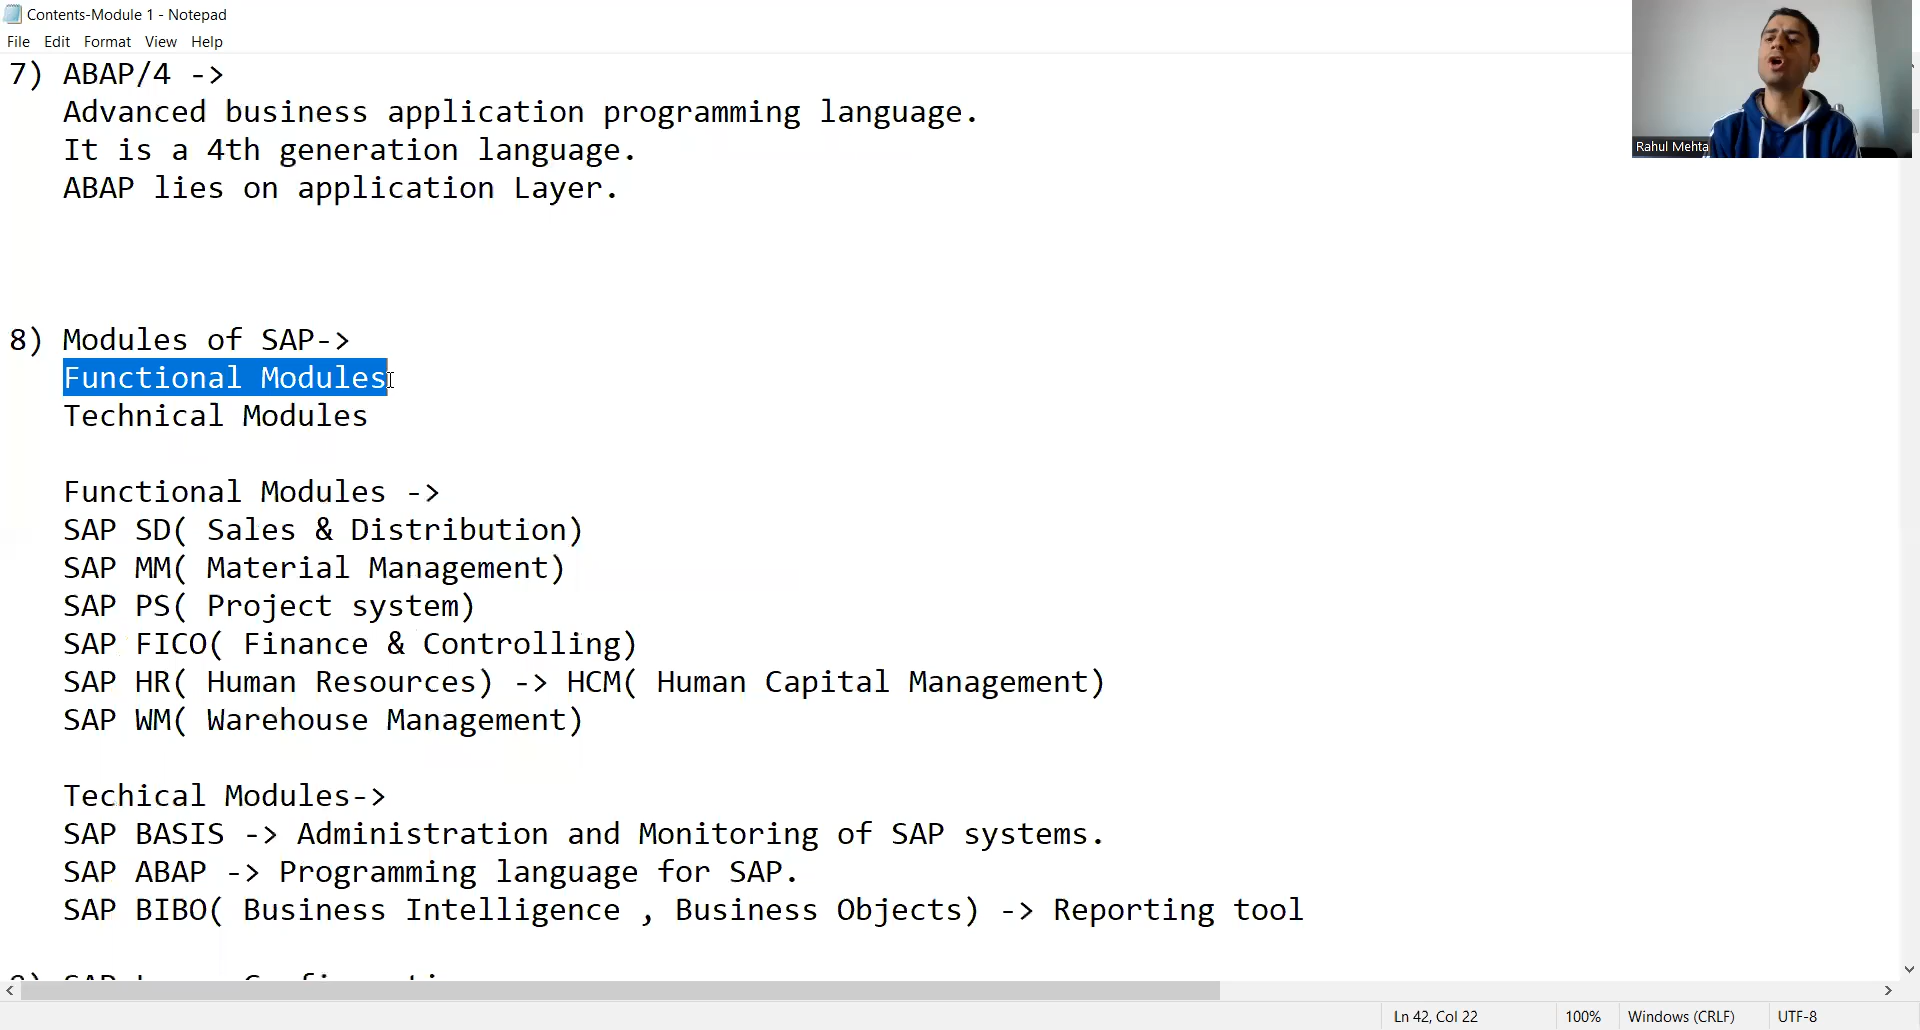 Contents-Module 1 - Notepad
File Edit Format View Help
7) ABAP/4 ->
Advanced business application programming language.
It is a 4th generation language.
ABAP lies on application Layer.
Rahul Mehta
8) Modules of SAP->
Functional Modules
Technical Modules
Functional Modules ->
SAP SD( Sales & Distribution)
SAP MM( Material Management)
SAP PS( Project system)
SAP FICO( Finance & Controlling)
SAP HR( Human Resources) -> HCM( Human Capital Management)
SAP WM( Warehouse Management)
Techical Modules->
SAP BASIS -> Administration and Monitoring of SAP systems.
SAP ABAP -> Programming language for SAP.
SAP BIBO( Business Intelligence , Business Objects) -> Reporting tool
Ln 42, Col 22 100% Windows (CRLF) UTF-8